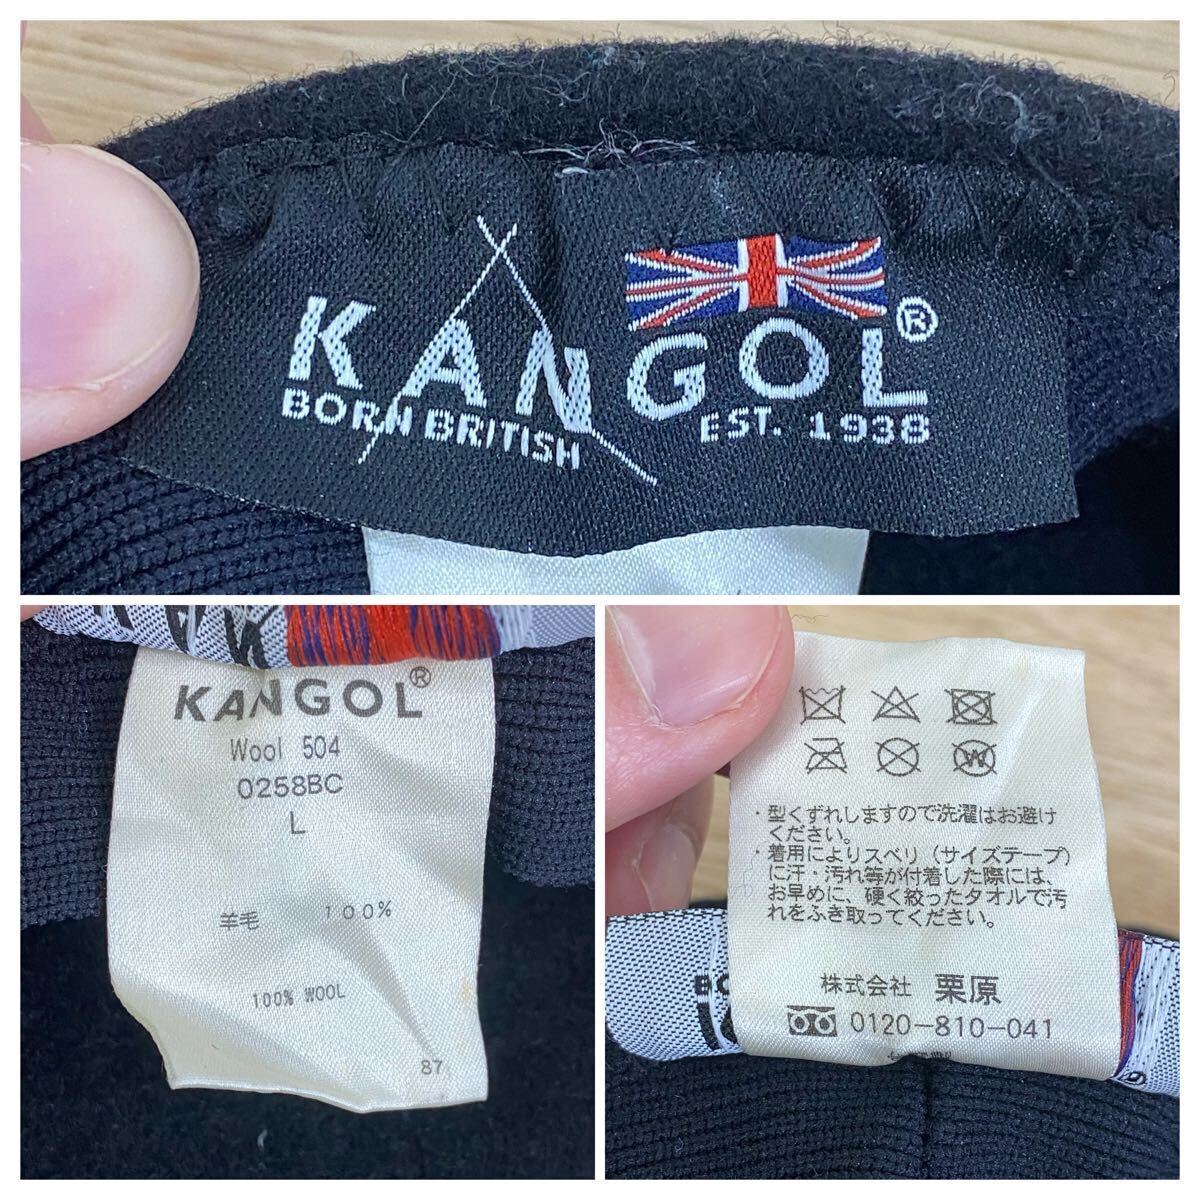 KANGOL®
BORN BRITISH
EST. 1938
KANGOL®
Wool 504
0258BC
L
羊毛 100%
100% WOOL
87
・型くずれしますので洗濯はお避け
ください。
・着用によりスベリ（サイズテープ）
に汗・汚れ等が付着した際には、
お早めに、硬く絞ったタオルで汚
れをふき取ってください。
株式会社 栗原
0120-810-041